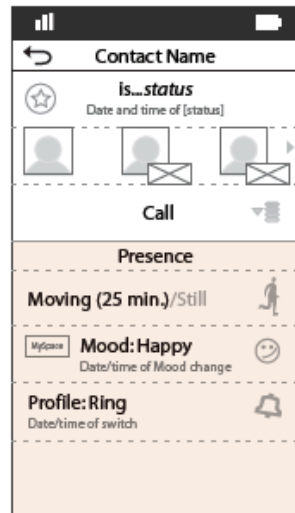 Contact Name
is...status
Date and time of [status]
Call
Presence
Moving (25 min.)/Still
MySpace
Mood: Happy
Date/time of Mood change
Profile: Ring
Date/time of switch